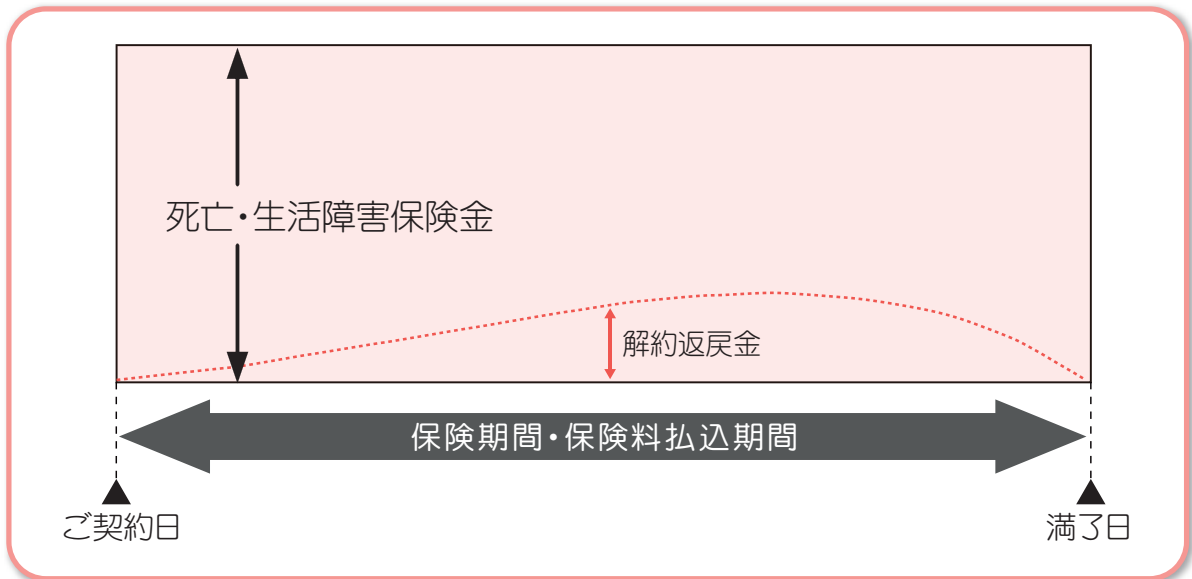 死亡・生活障害保険金
解約返戻金
保険期間・保険料払込期間
ご契約日
満了日